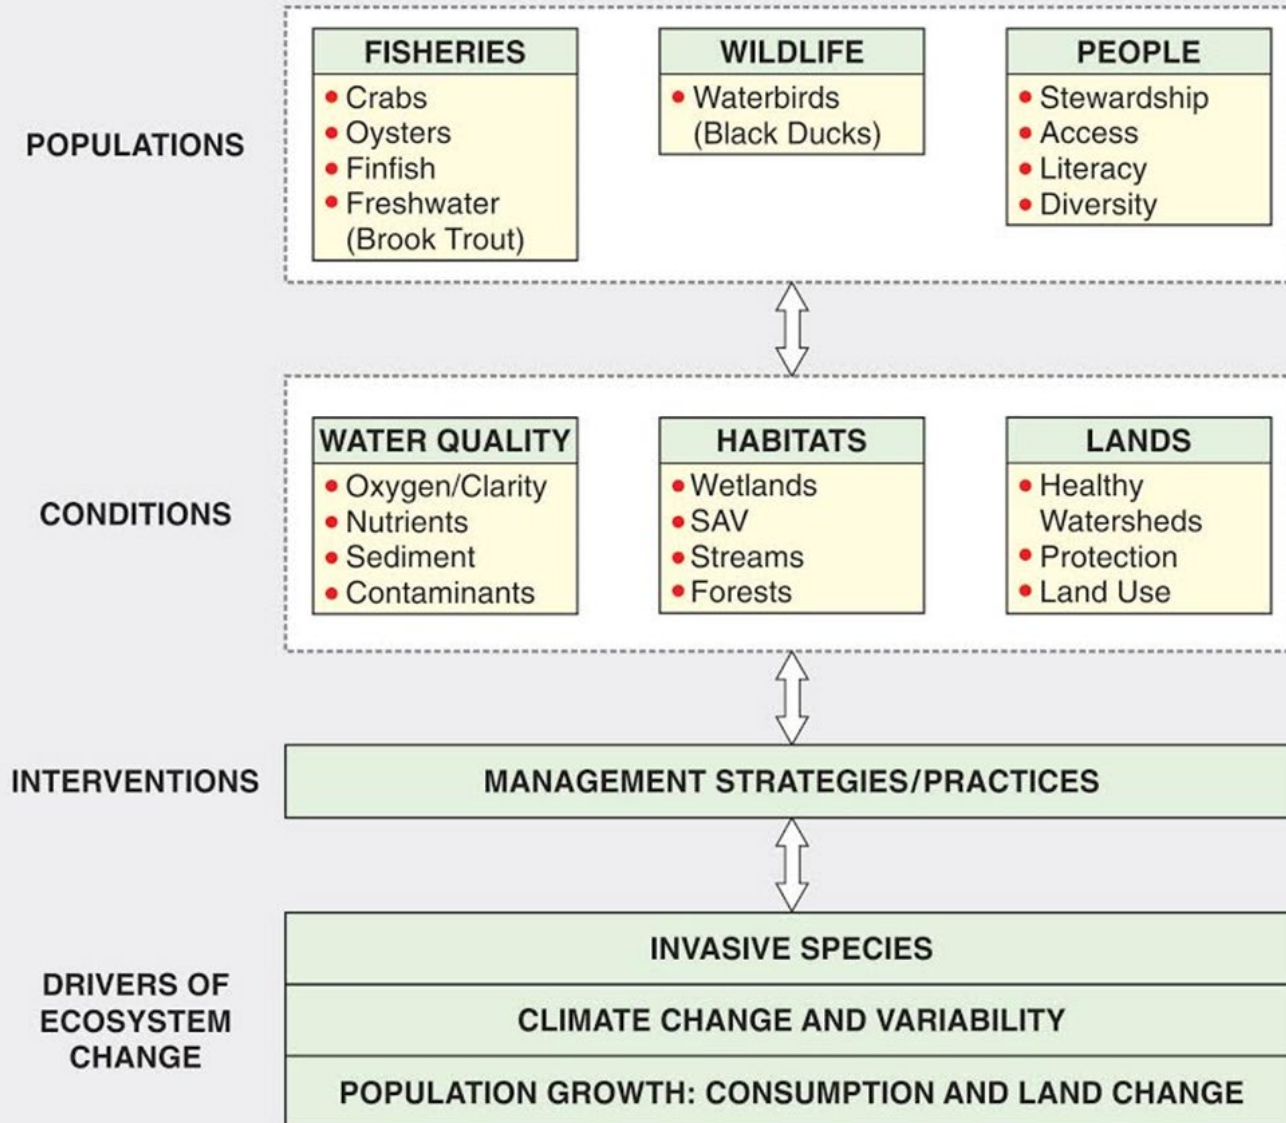 POPULATIONS
FISHERIES
• Crabs
• Oysters
• Finfish
• Freshwater
(Brook Trout)
WILDLIFE
• Waterbirds
(Black Ducks)
PEOPLE
• Stewardship
• Access
• Literacy
• Diversity
CONDITIONS
WATER QUALITY
• Oxygen/Clarity
• Nutrients
• Sediment
• Contaminants
HABITATS
• Wetlands
• SAV
• Streams
• Forests
LANDS
• Healthy
Watersheds
• Protection
• Land Use
INTERVENTIONS
MANAGEMENT STRATEGIES/PRACTICES
DRIVERS OF
ECOSYSTEM
CHANGE
INVASIVE SPECIES
CLIMATE CHANGE AND VARIABILITY
POPULATION GROWTH: CONSUMPTION AND LAND CHANGE